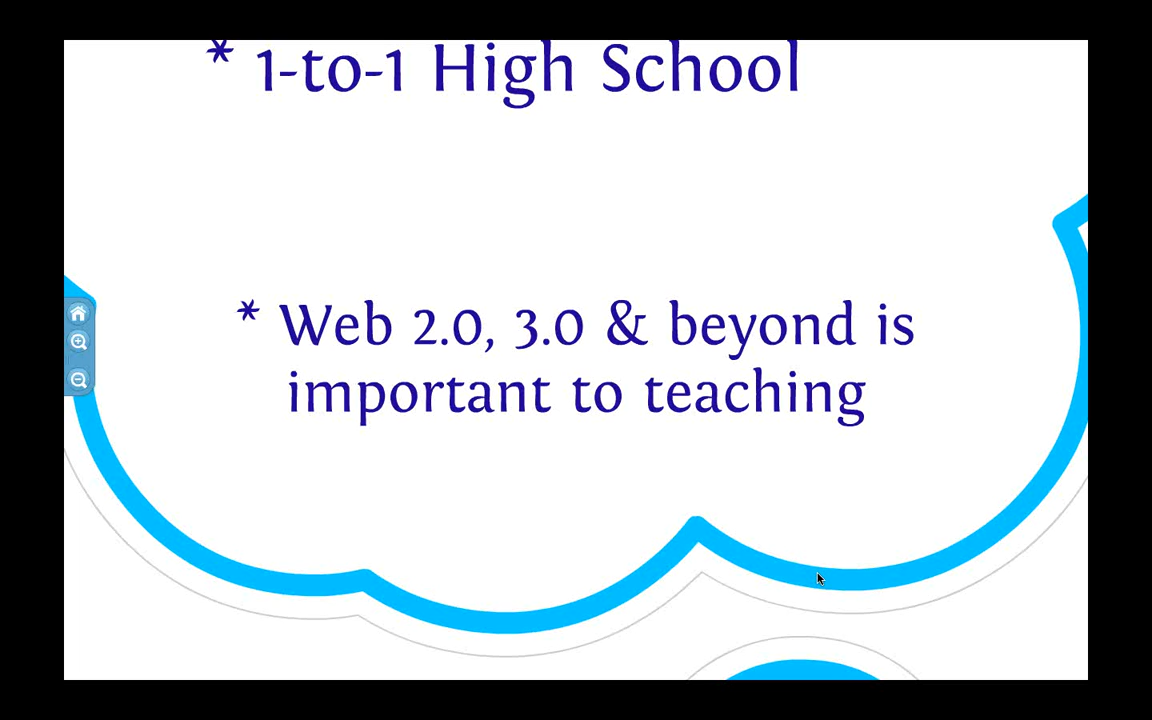 * 1-to-1 High School
* Web 2.0, 3.0 & beyond is
important to teaching